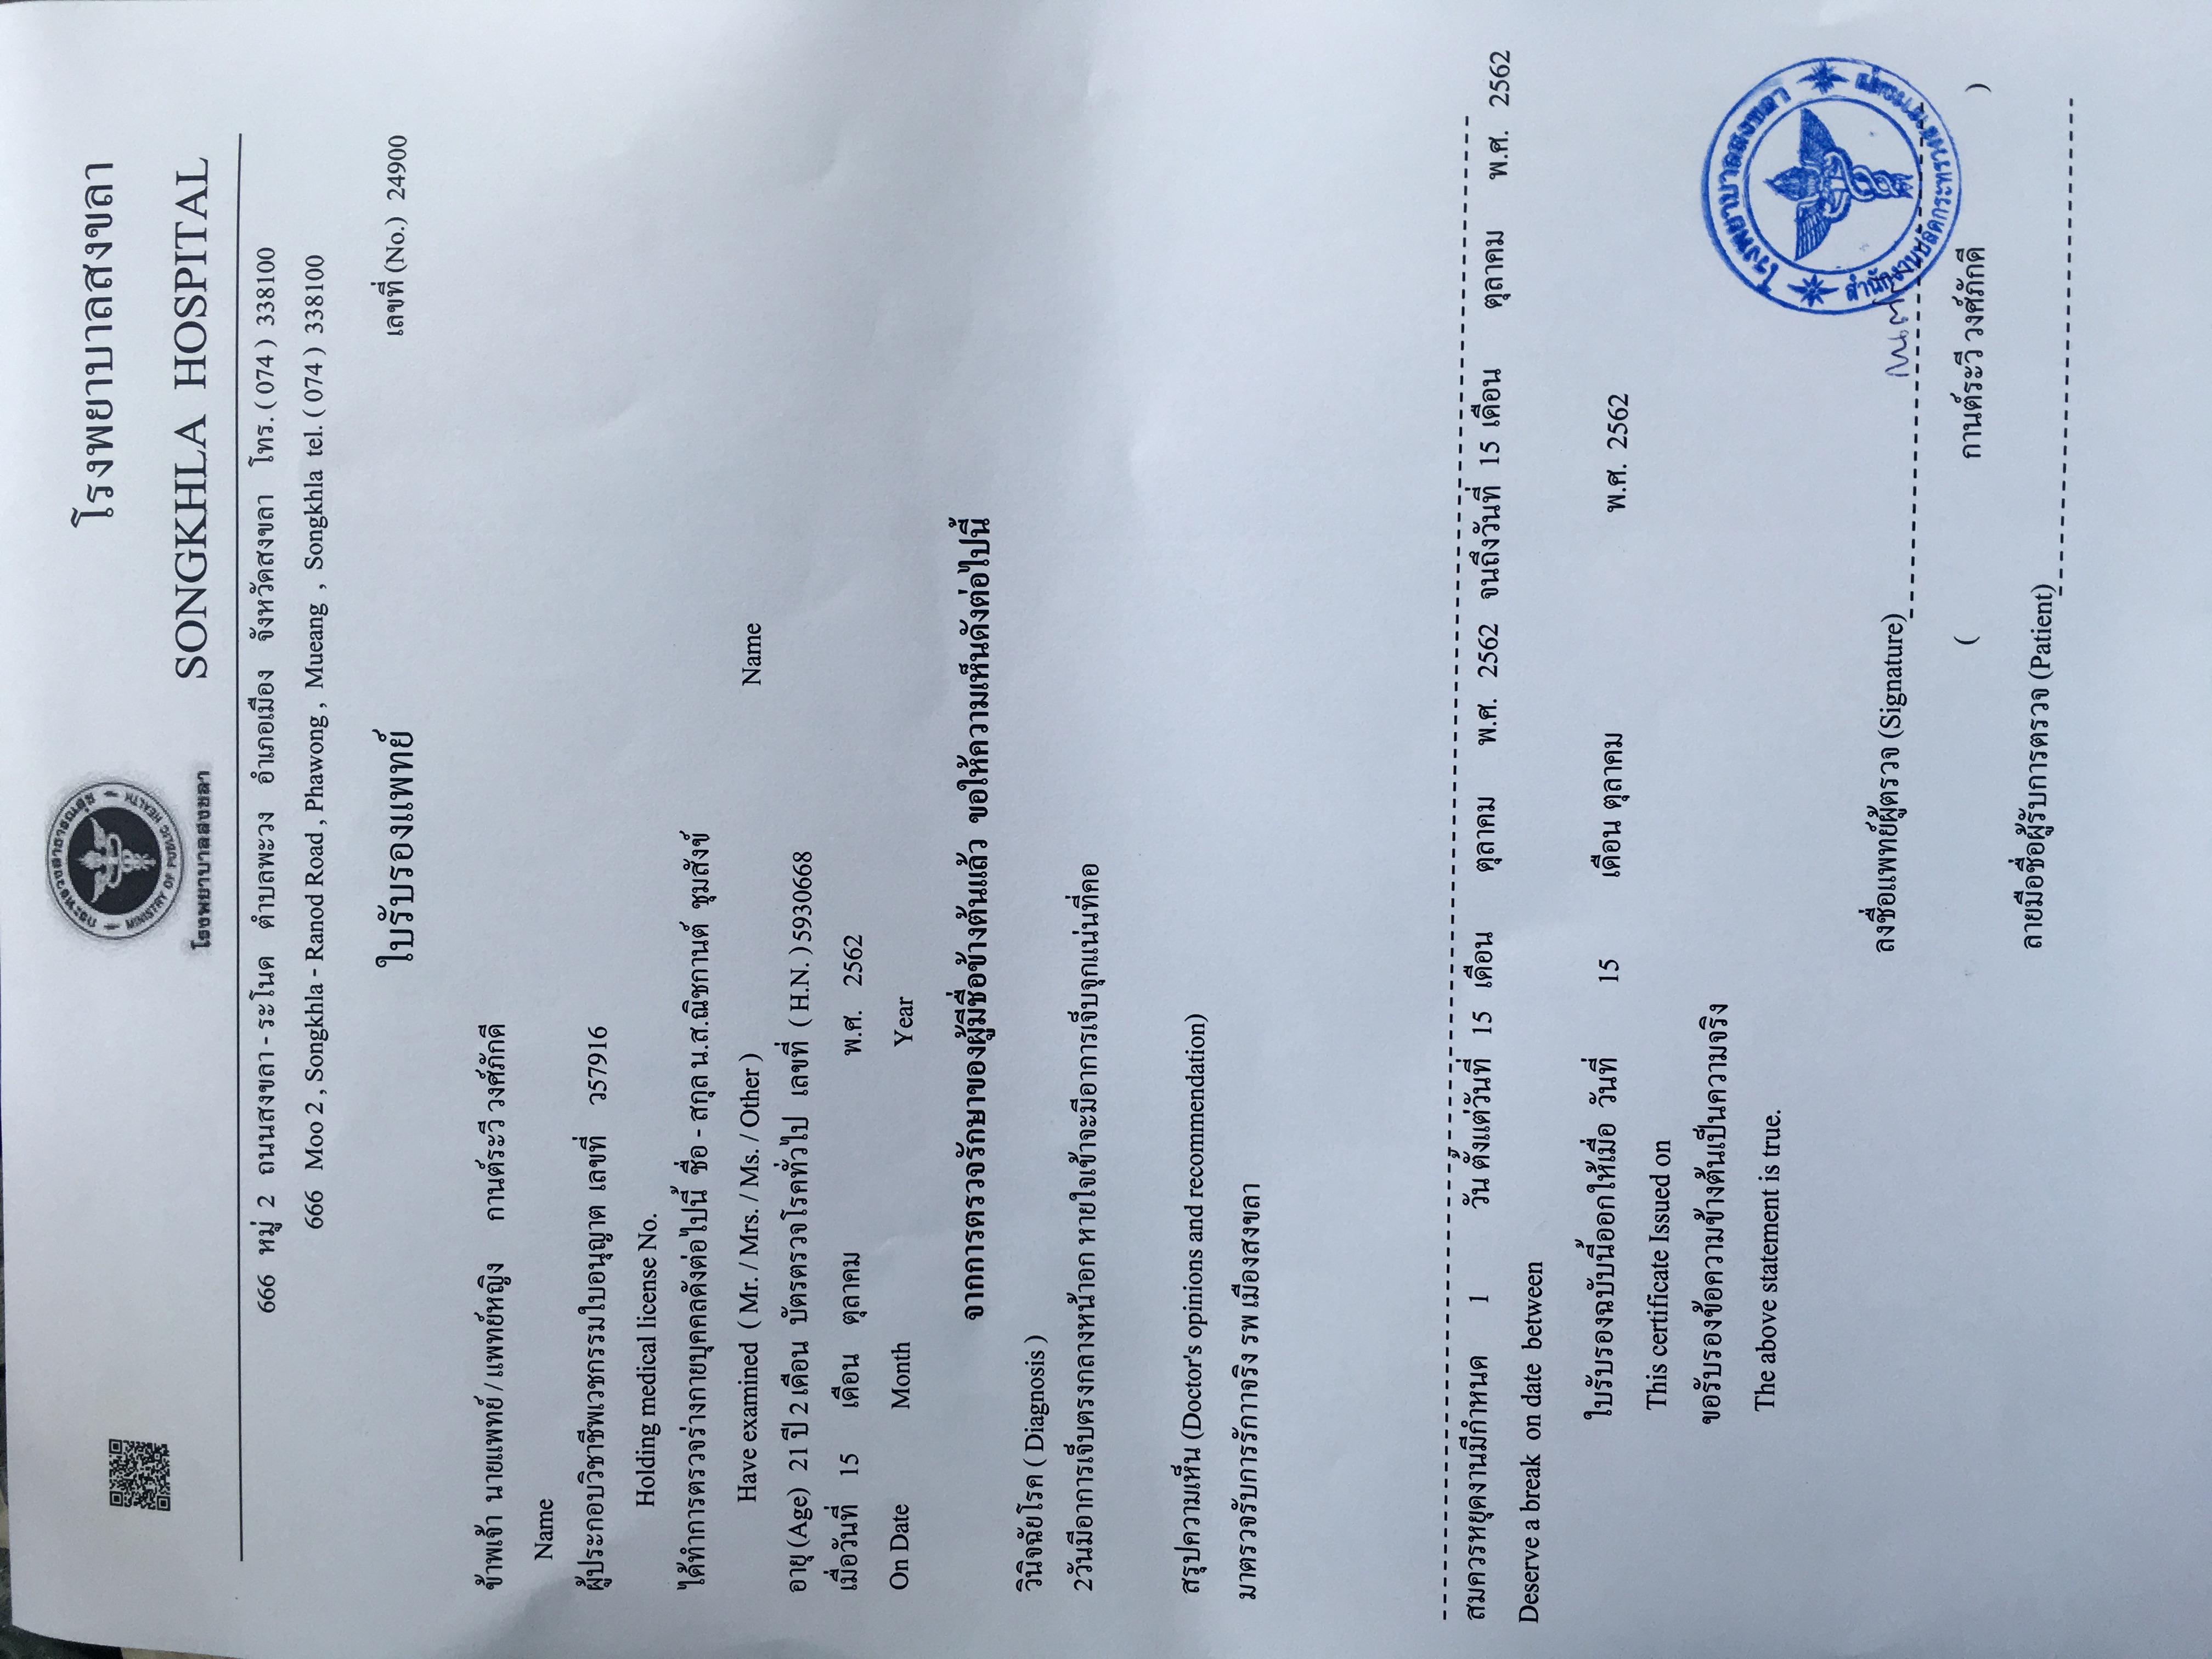 กระทรวงสาธารณสุข
MINISTRY OF PUBLIC HEALTH
โรงพยาบาลสงขลา
โรงพยาบาลสงขลา
SONGKHLA HOSPITAL
666 หมู่ 2 ถนนสงขลา - ระโนด ตำบลพะวง อำเภอเมือง จังหวัดสงขลา โทร. ( 074 ) 338100
666 Moo 2 , Songkhla - Ranod Road , Phawong , Mueang , Songkhla tel. ( 074 ) 338100
ใบรับรองแพทย์
เลขที่ (No.) 24900
ข้าพเจ้า นายแพทย์ / แพทย์หญิง กานต์ระวี วงศ์ภักดี
Name
ผู้ประกอบวิชาชีพเวชกรรมใบอนุญาต เลขที่ ว57916
Holding medical license No.
ได้ทำการตรวจร่างกายบุคคลดังต่อไปนี้ ชื่อ - สกุล น.ส.ณิชกานต์ ชุมสังข์
Have examined ( Mr. / Mrs. / Ms. / Other ) Name
อายุ (Age) 21 ปี 2 เดือน บัตรตรวจโรคทั่วไป เลขที่ ( H.N. ) 5930668
เมื่อวันที่ 15 เดือน ตุลาคม พ.ศ. 2562
On Date Month Year
จากการตรวจรักษาของผู้มีชื่อข้างต้นแล้ว ขอให้ความเห็นดังต่อไปนี้
วินิจฉัยโรค ( Diagnosis )
2วันมีอาการเจ็บตรงกลางหน้าอก หายใจเข้าจะมีอาการเจ็บจุกแน่นที่คอ
สรุปความเห็น (Doctor's opinions and recommendation)
มาตรวจรับการรักาาจริง รพ เมืองสงขลา
สมควรหยุดงานมีกำหนด 1 วัน ตั้งแต่วันที่ 15 เดือน ตุลาคม พ.ศ. 2562 จนถึงวันที่ 15 เดือน ตุลาคม พ.ศ. 2562
Deserve a break on date between
ใบรับรองฉบับนี้ออกให้เมื่อ วันที่ 15 เดือน ตุลาคม พ.ศ. 2562
This certificate Issued on
ขอรับรองข้อความข้างต้นเป็นความจริง
The above statement is true.
โรงพยาบาลสงขลา
สำนักงานปลัดกระทรวงสาธารณสุข
ลงชื่อแพทย์ผู้ตรวจ (Signature)
( กานต์ระวี วงศ์ภักดี )
ลายมือชื่อผู้รับการตรวจ (Patient)